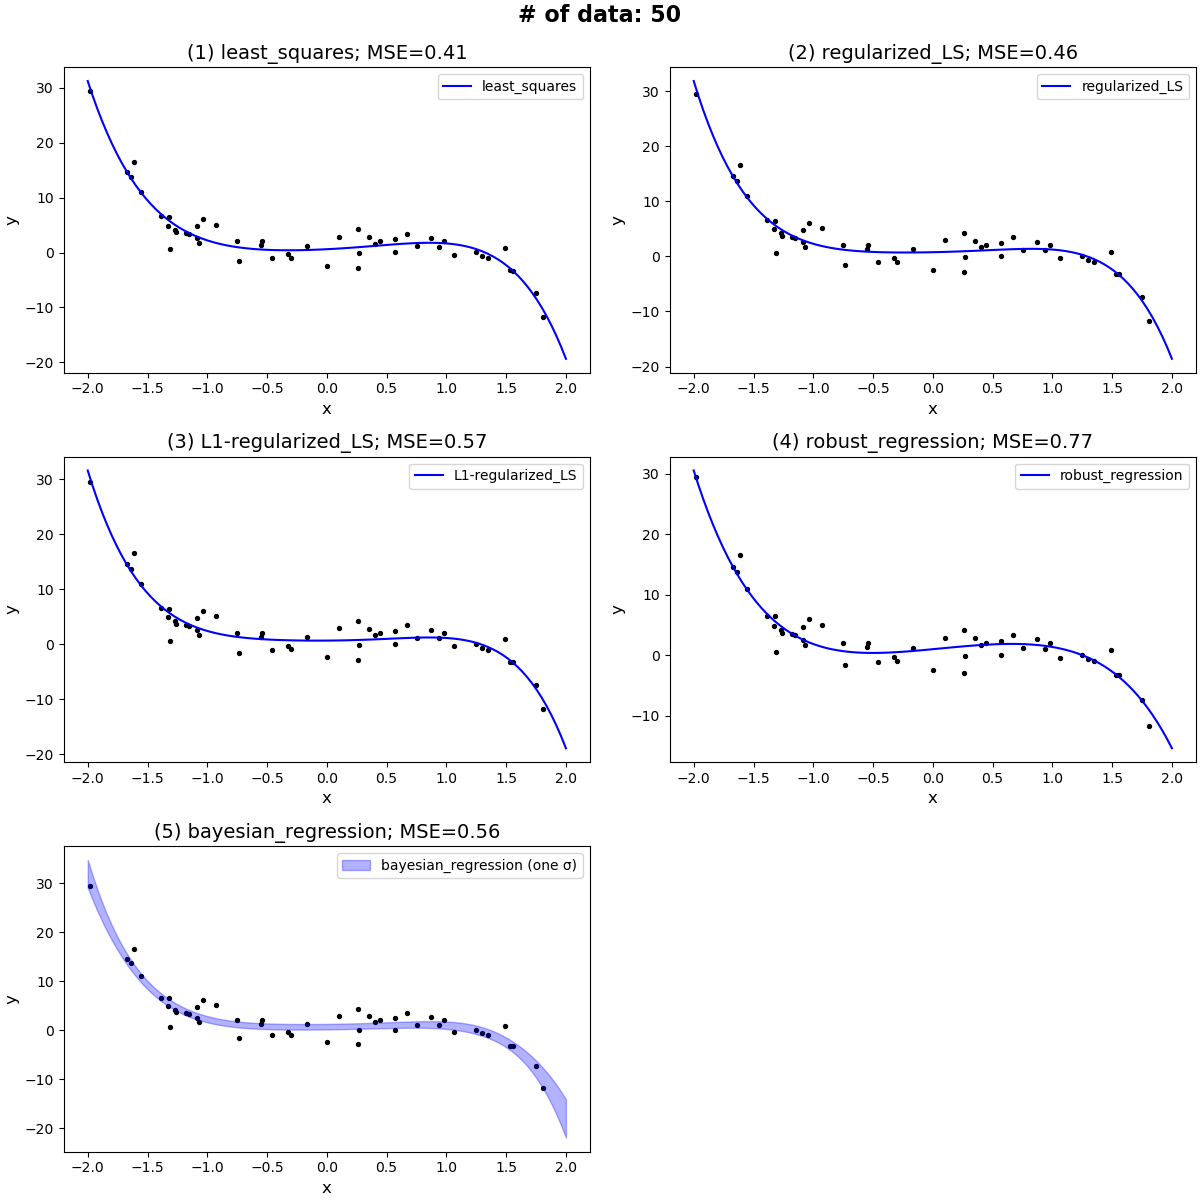 # of data: 50
(1) least_squares; MSE=0.41
least_squares
30
20
10
0
−10
−20
y
−2.0 −1.5 −1.0 −0.5 0.0 0.5 1.0 1.5 2.0
x
(2) regularized_LS; MSE=0.46
regularized_LS
30
20
10
0
−10
−20
y
−2.0 −1.5 −1.0 −0.5 0.0 0.5 1.0 1.5 2.0
x
(3) L1-regularized_LS; MSE=0.57
L1-regularized_LS
30
20
10
0
−10
−20
y
−2.0 −1.5 −1.0 −0.5 0.0 0.5 1.0 1.5 2.0
x
(4) robust_regression; MSE=0.77
robust_regression
30
20
10
0
−10
y
−2.0 −1.5 −1.0 −0.5 0.0 0.5 1.0 1.5 2.0
x
(5) bayesian_regression; MSE=0.56
bayesian_regression (one σ)
30
20
10
0
−10
−20
y
−2.0 −1.5 −1.0 −0.5 0.0 0.5 1.0 1.5 2.0
x